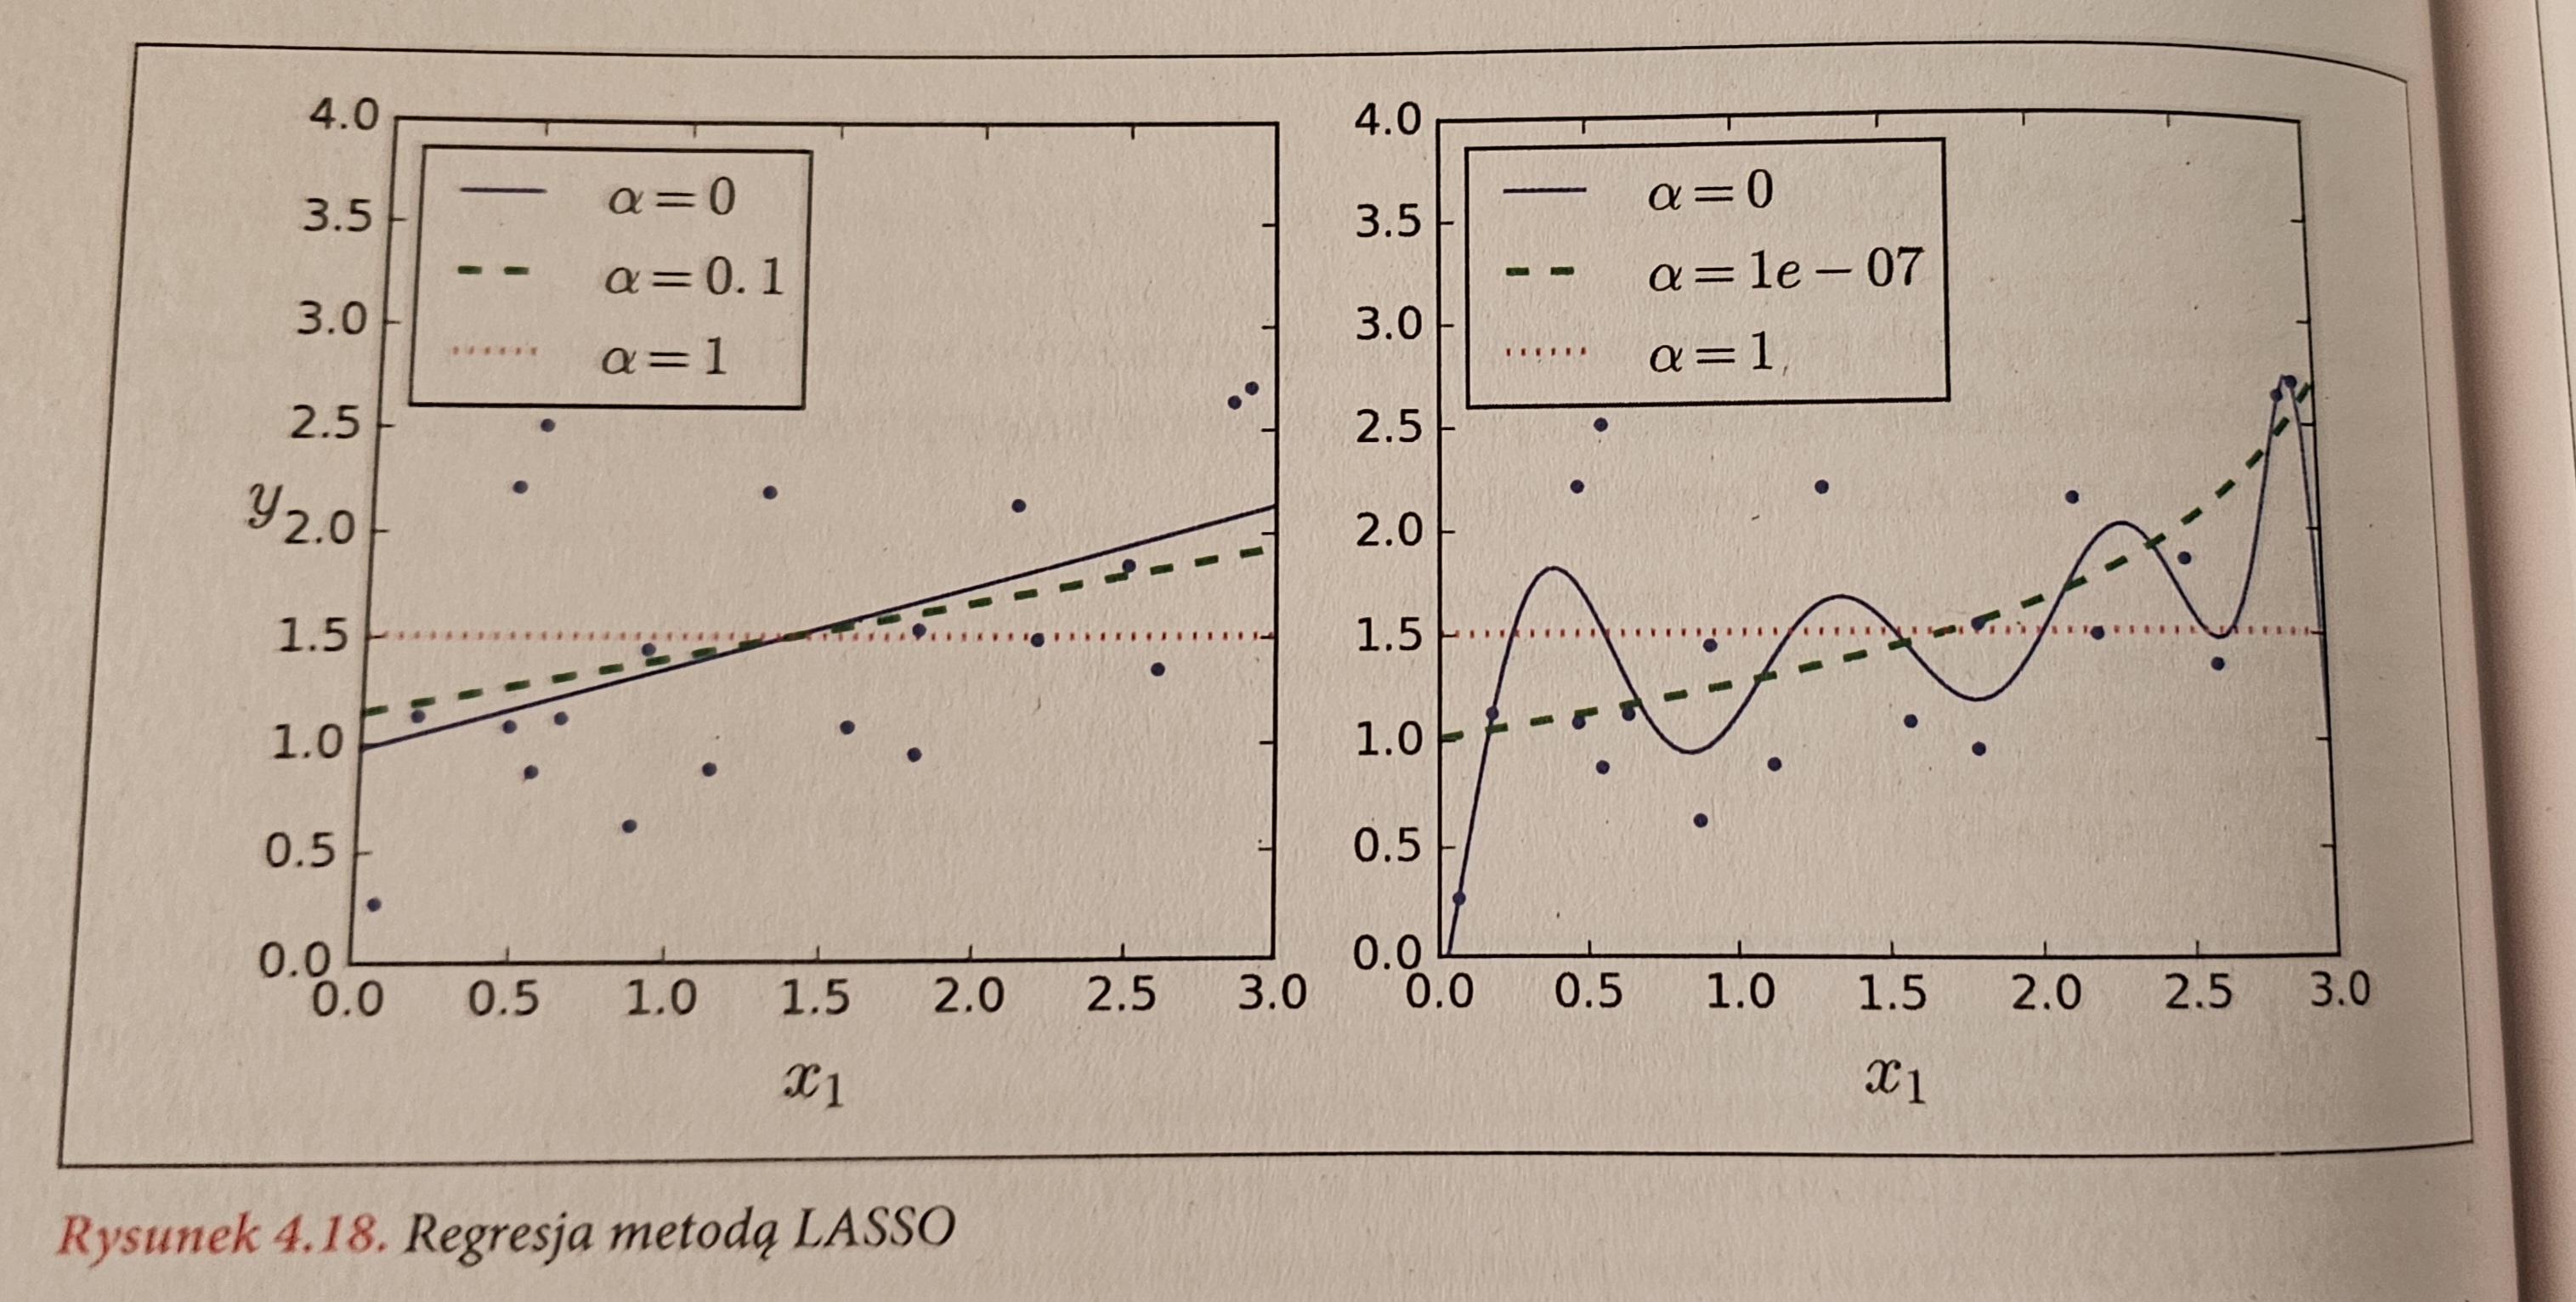 4.0
3.5
3.0
2.5
2.0
1.5
1.0
0.5
0.0
y
α = 0
α = 0.1
α = 1
0.0 0.5 1.0 1.5 2.0 2.5 3.0
x₁
4.0
3.5
3.0
2.5
2.0
1.5
1.0
0.5
0.0
α = 0
α = 1e − 07
α = 1
0.0 0.5 1.0 1.5 2.0 2.5 3.0
x₁
Rysunek 4.18. Regresja metodą LASSO